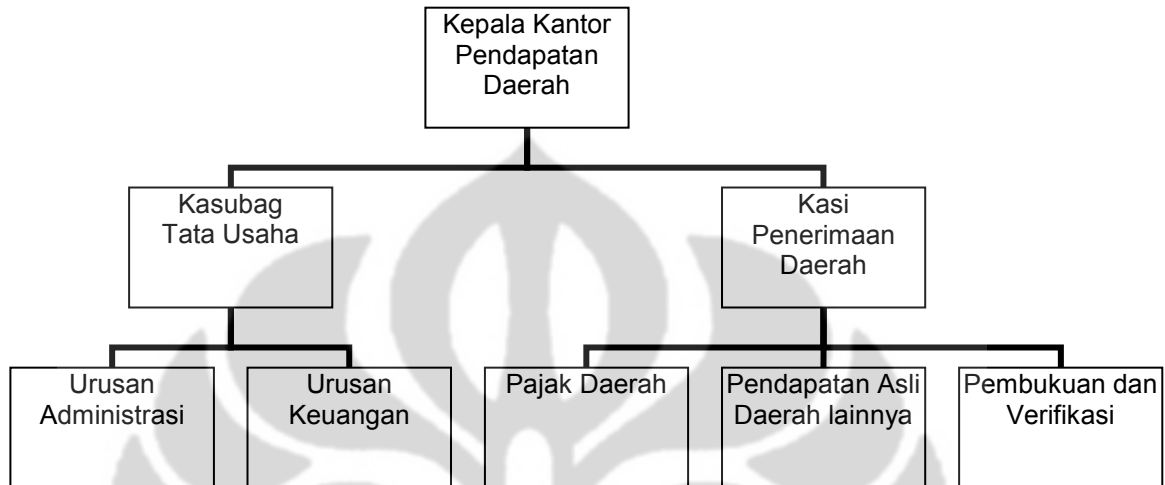 Kepala Kantor
Pendapatan
Daerah
Kasubag
Tata Usaha
Kasi
Penerimaan
Daerah
Urusan
Administrasi
Urusan
Keuangan
Pajak Daerah
Pendapatan Asli
Daerah lainnya
Pembukuan dan
Verifikasi